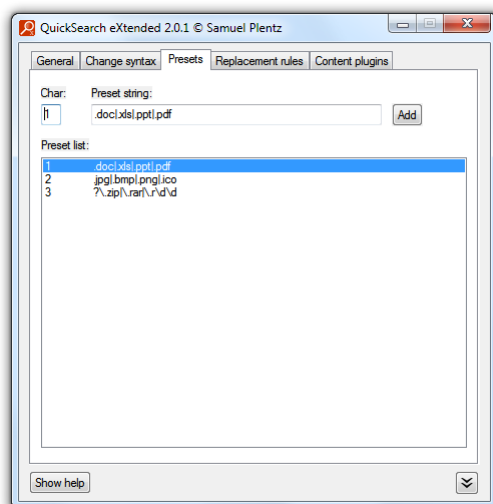 QuickSearch eXtended 2.0.1 © Samuel Plentz
General Change syntax Presets Replacement rules Content plugins
Char: Preset string:
1 .doc|.xls|.ppt|.pdf Add
Preset list:
1 .doc|.xls|.ppt|.pdf
2 .jpg|.bmp|.png|.ico
3 ?\.zip|\.rar|\.r\d\d
Show help